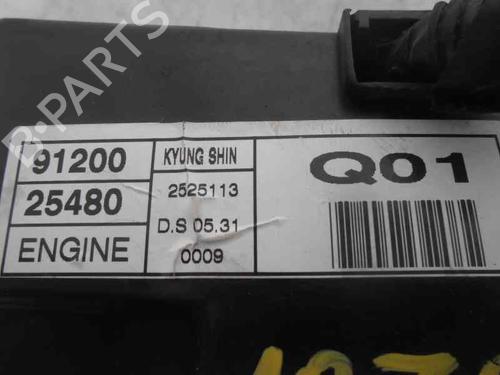 B-PARTS
91200
25480
ENGINE
KYUNG SHIN
2525113
D.S 05.31
0009
Q01